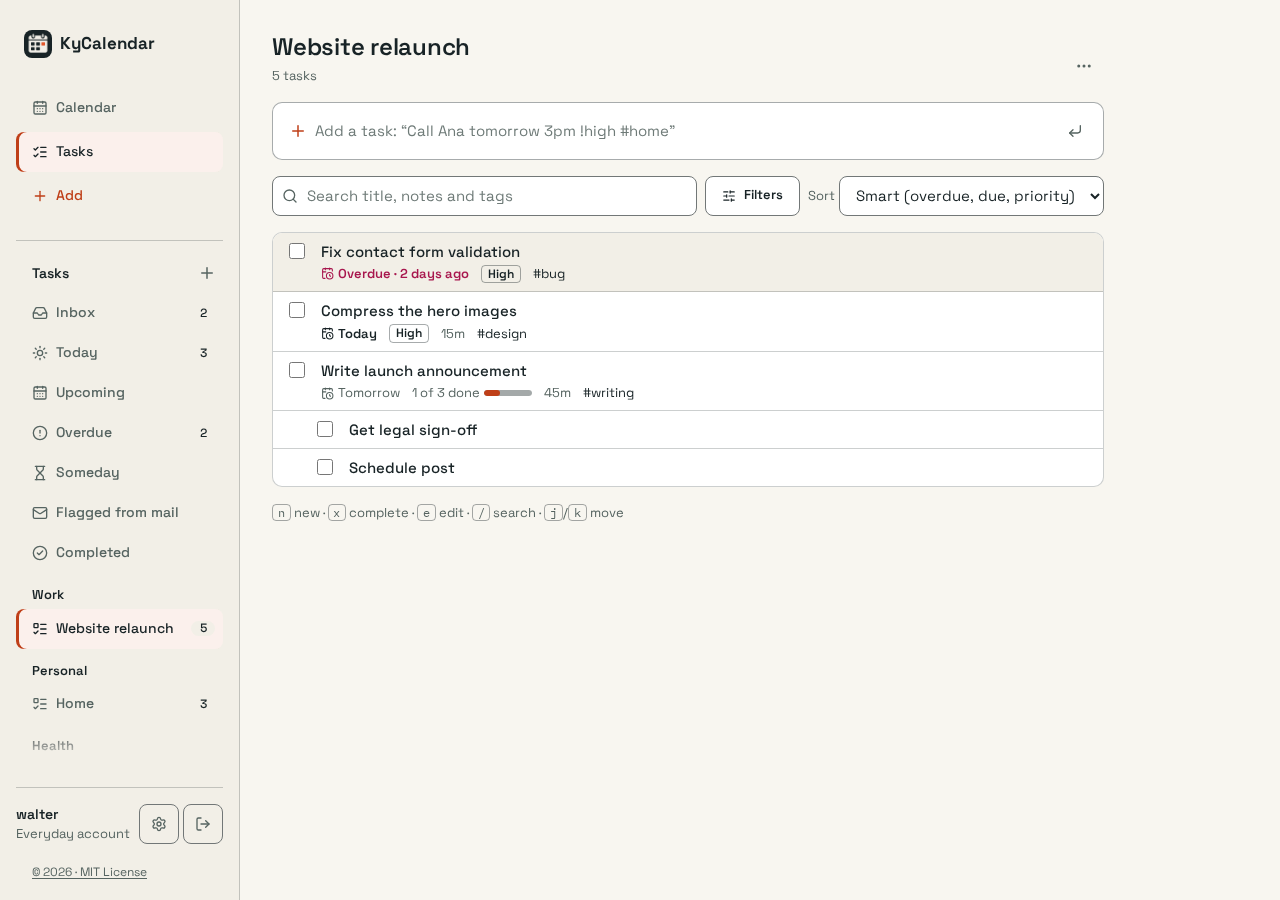 KyCalendar
Calendar
Tasks
Add
Tasks
Inbox 2
Today 3
Upcoming
Overdue 2
Someday
Flagged from mail
Completed
Work
Website relaunch 5
Personal
Home 3
Health
walter
Everyday account
© 2026 · MIT License
Website relaunch
5 tasks
Add a task: “Call Ana tomorrow 3pm !high #home”
Search title, notes and tags
Filters
Sort
Smart (overdue, due, priority)
Fix contact form validation
Overdue · 2 days ago High #bug
Compress the hero images
Today High 15m #design
Write launch announcement
Tomorrow 1 of 3 done 45m #writing
Get legal sign-off
Schedule post
n new · x complete · e edit · / search · j/k move